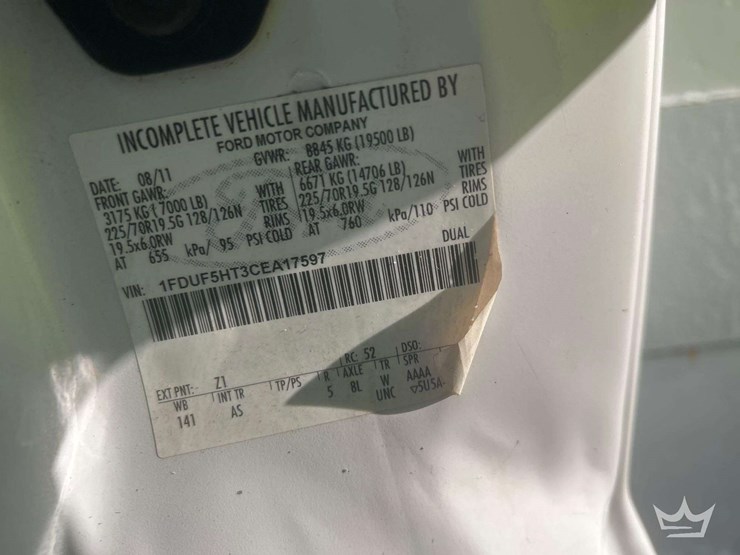 INCOMPLETE VEHICLE MANUFACTURED BY
FORD MOTOR COMPANY
DATE: 08/11 GVWR: 8845 KG (19500 LB)
FRONT GAWR: REAR GAWR:
3175 KG (7000 LB) WITH 6671 KG (14706 LB) WITH
225/70R19.5G 128/126N TIRES 225/70R19.5G 128/126N TIRES
19.5x6.0RW RIMS 19.5x6.0RW RIMS
AT 655 kPa/ 95 PSI COLD AT 760 kPa/110 PSI COLD
VIN: 1FDUF5HT3CEA17597 DUAL
EXT PNT: Z1 RC: 52 DSO:
WB INT TR TP/PS R AXLE TR SPR
141 AS 5 8L W AAAA
UNC ♡5USA-